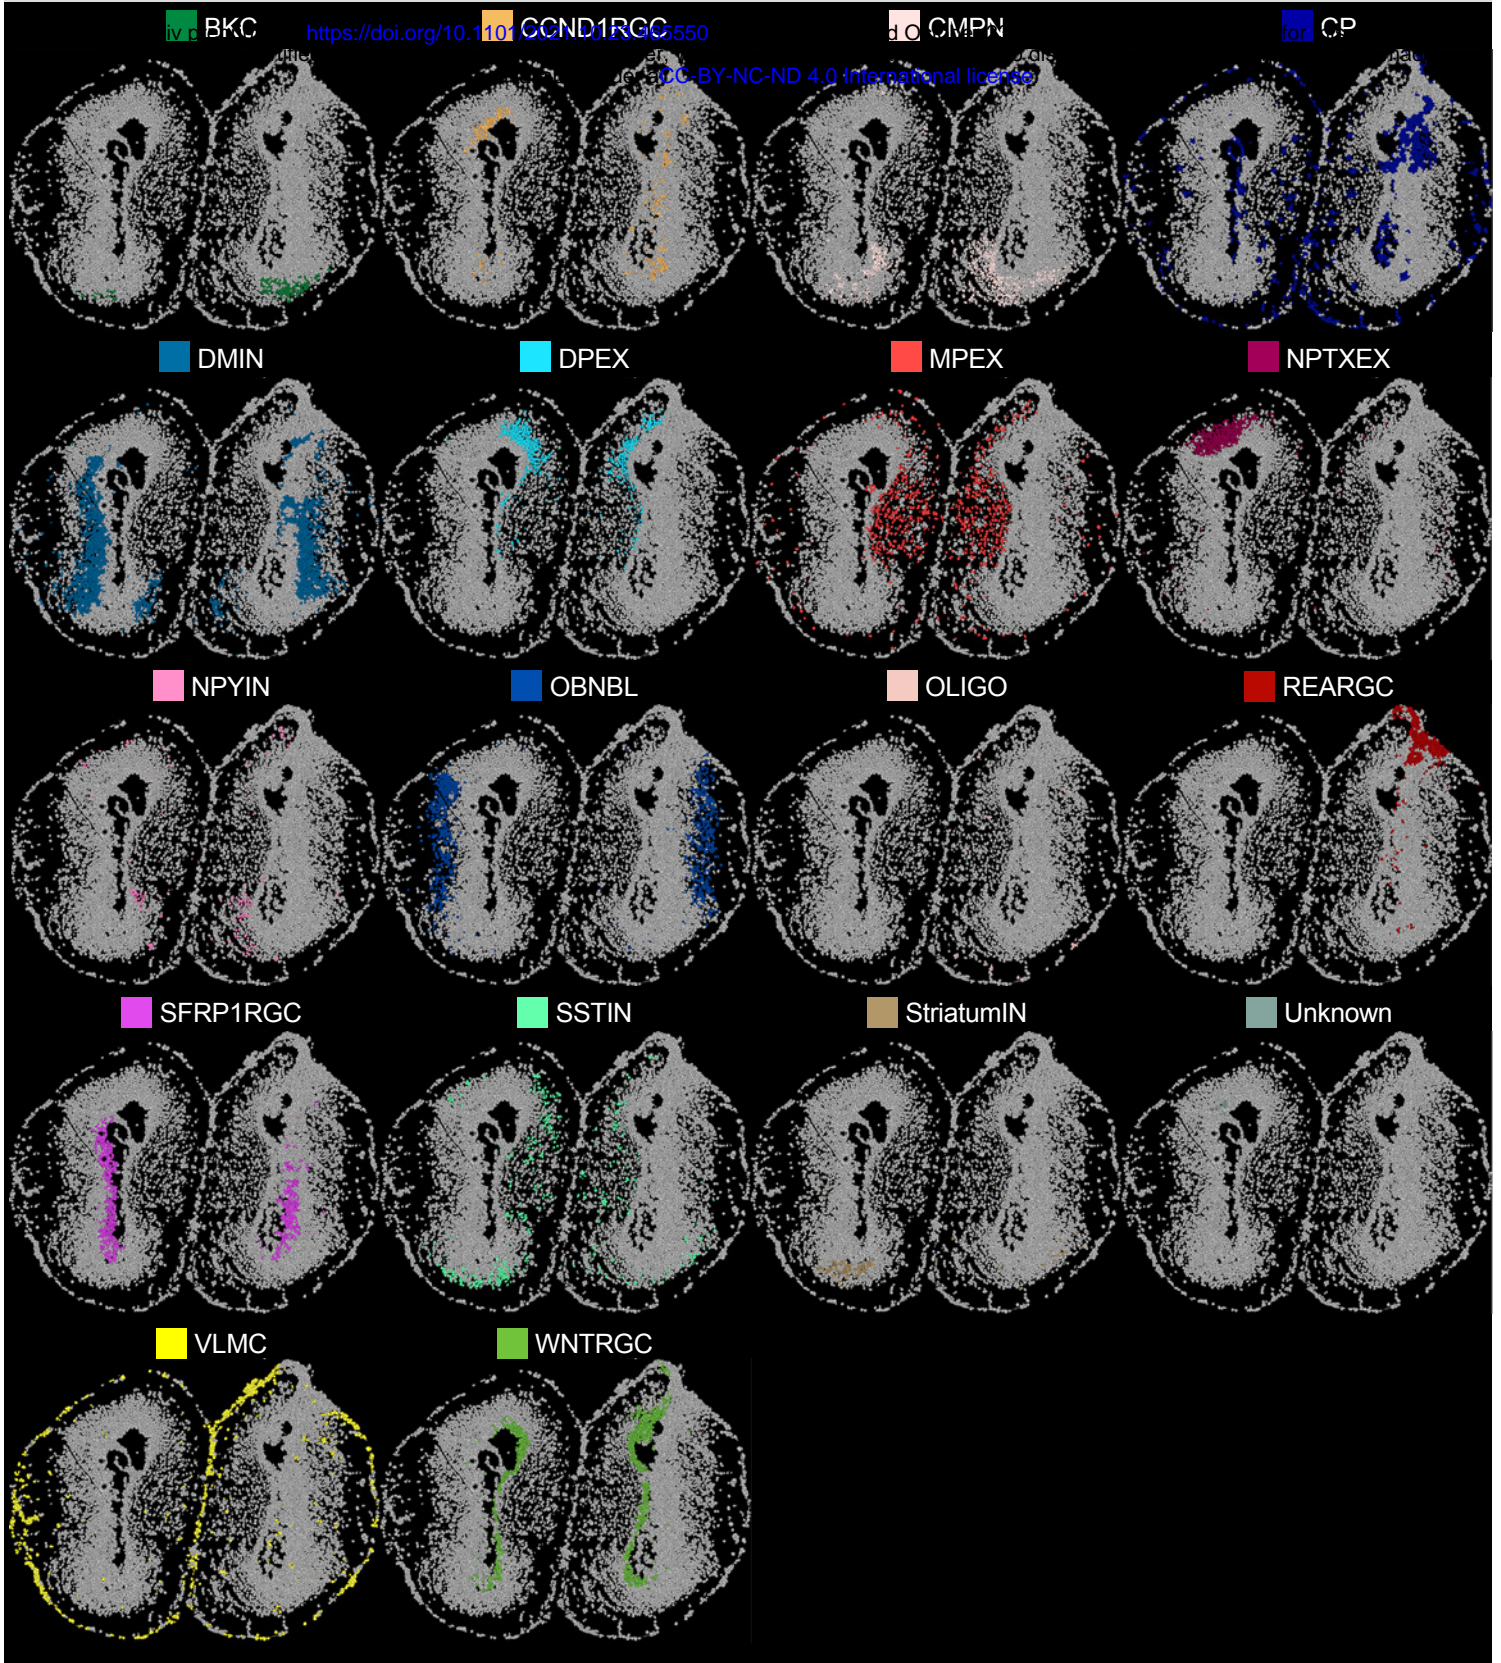 BKC CCND1RGC CMPN CP
https://doi.org/10.1101/2021.10.23.465550
CC-BY-NC-ND 4.0 International license
DMIN DPEX MPEX NPTXEX
NPYIN OBNBL OLIGO REARGC
SFRP1RGC SSTIN StriatumIN Unknown
VLMC WNTRGC